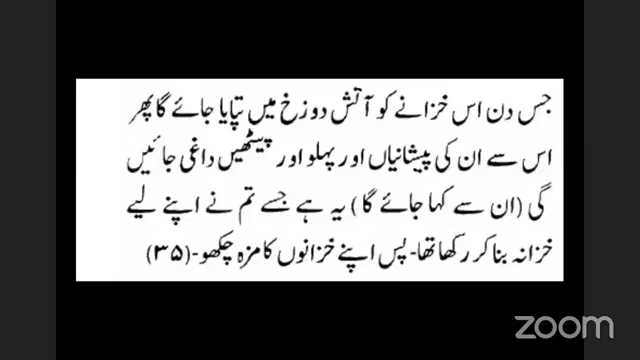 جس دن اس خزانے کو آتش دوزخ میں تپایا جائے گا پھر
اس سے ان کی پیشانیاں اور پہلو اور پیٹھیں داغی جائیں
گی (ان سے کہا جائے گا) یہ ہے جسے تم نے اپنے لیے
خزانہ بنا کر رکھا تھا- پس اپنے خزانوں کا مزہ چکھو-(۳۵)
zoom